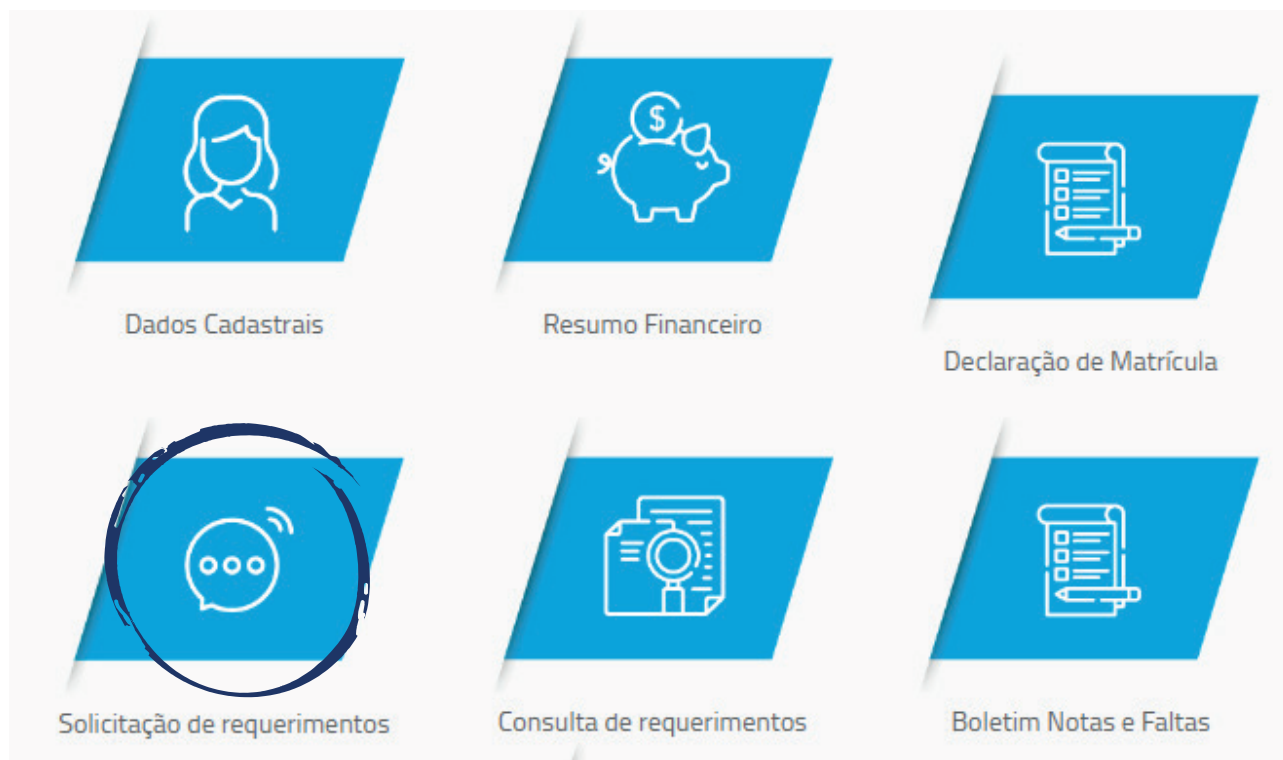 $
Dados Cadastrais
Resumo Financeiro
Declaração de Matrícula
Solicitação de requerimentos
Consulta de requerimentos
Boletim Notas e Faltas